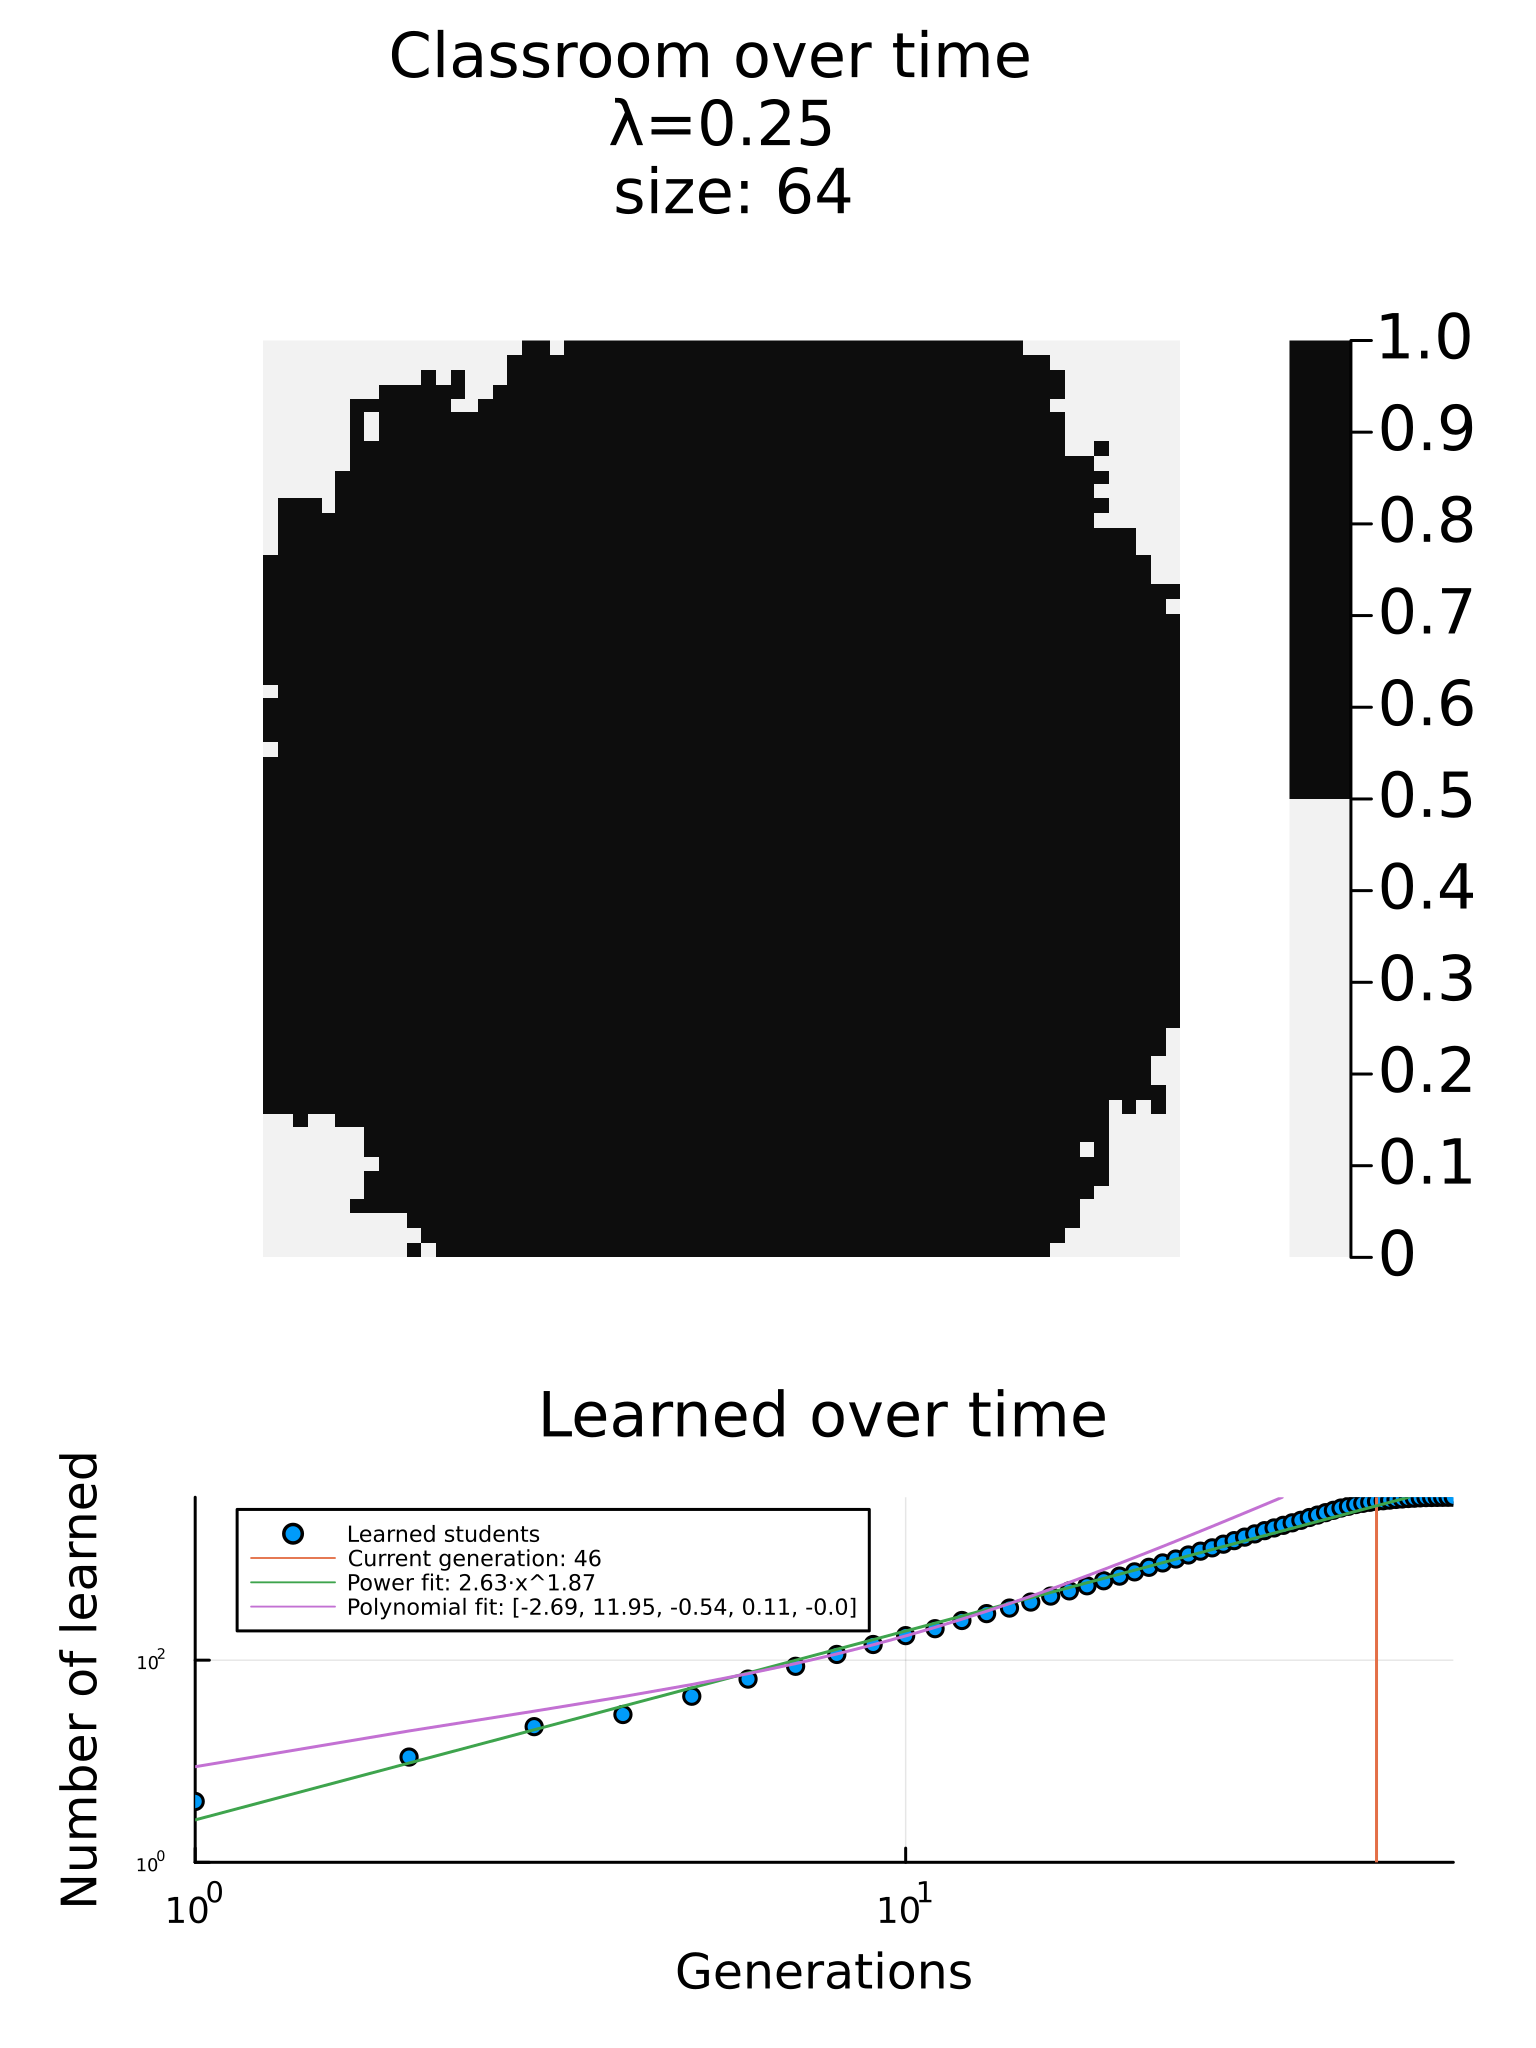 Classroom over time
λ=0.25
size: 64
1.0
0.9
0.8
0.7
0.6
0.5
0.4
0.3
0.2
0.1
0
Learned over time
Number of learned
Learned students
Current generation: 46
Power fit: 2.63·x^1.87
Polynomial fit: [-2.69, 11.95, -0.54, 0.11, -0.0]
10²
10⁰
10⁰
10¹
Generations